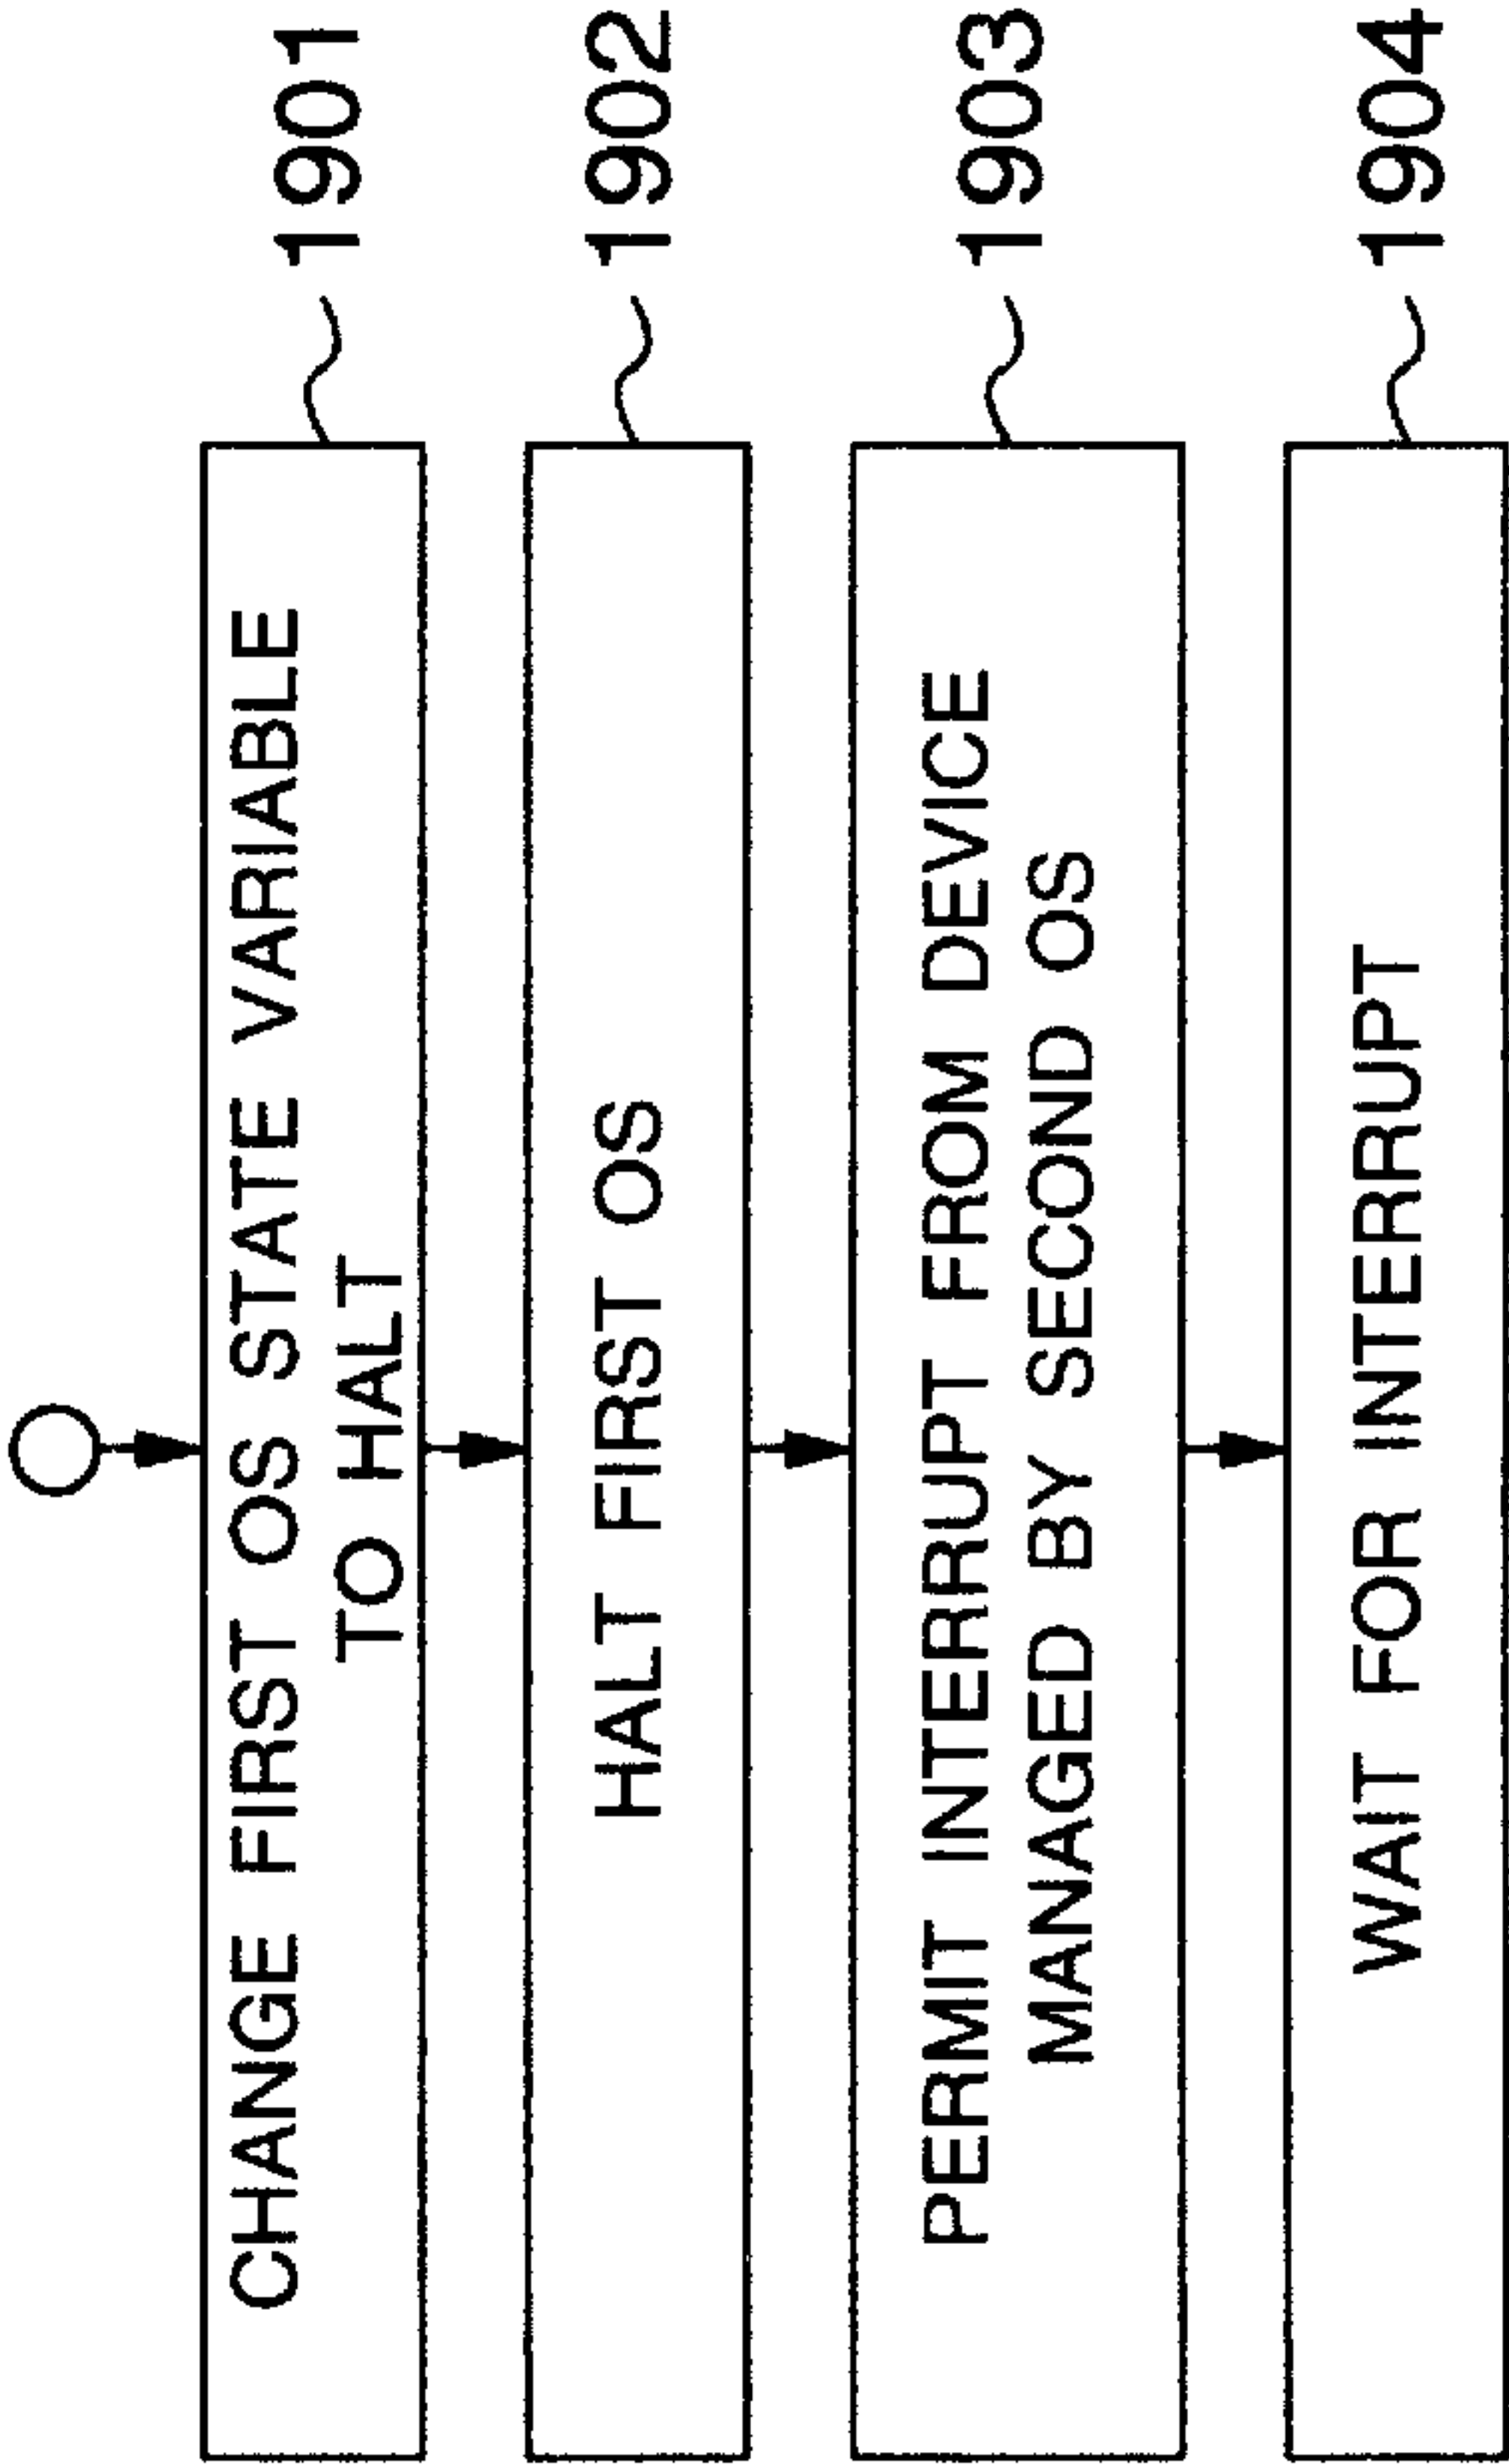 CHANGE FIRST OS STATE VARIABLE
TO HALT
1901
HALT FIRST OS
1902
PERMIT INTERRUPT FROM DEVICE
MANAGED BY SECOND OS
1903
WAIT FOR INTERRUPT
1904